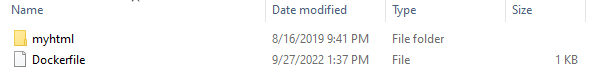 Name Date modified Type Size
myhtml 8/16/2019 9:41 PM File folder
Dockerfile 9/27/2022 1:37 PM File 1 KB